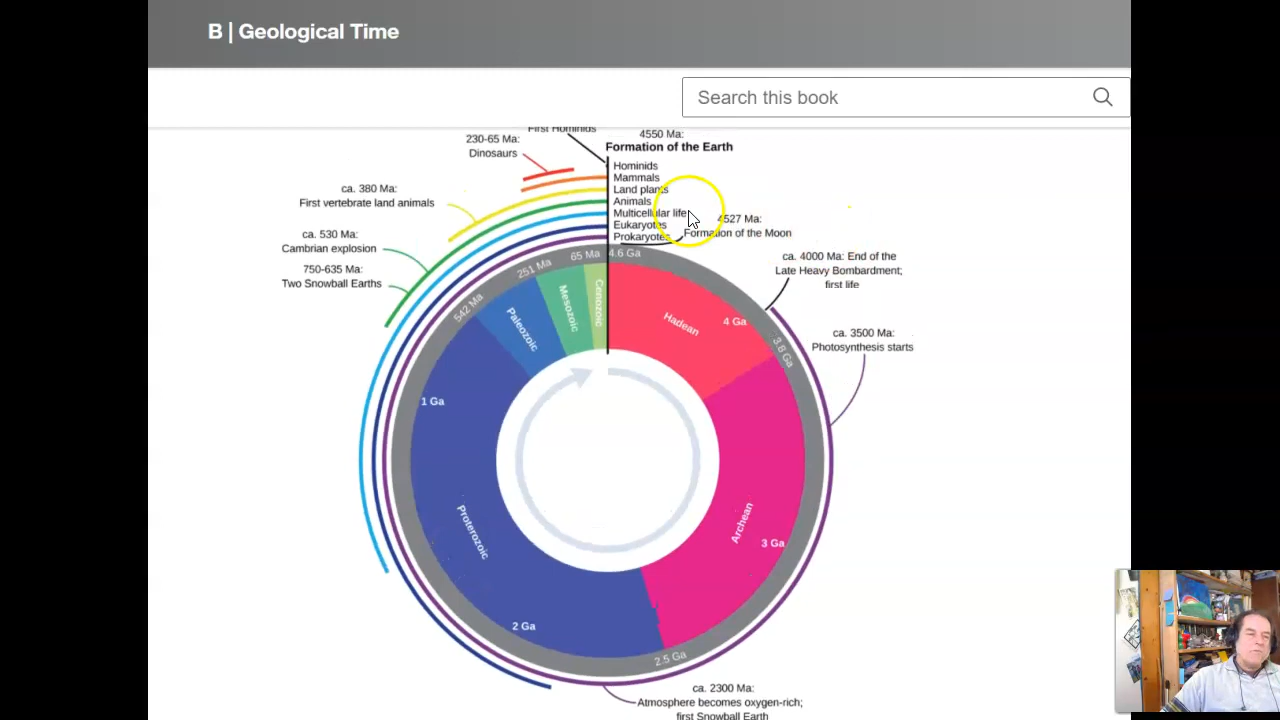 B | Geological Time
Search this book
First Hominids
4550 Ma:
Formation of the Earth
230-65 Ma:
Dinosaurs
Hominids
Mammals
Land plants
Animals
Multicellular life
Eukaryotes
Prokaryotes
ca. 380 Ma:
First vertebrate land animals
4527 Ma:
Formation of the Moon
ca. 530 Ma:
Cambrian explosion
750-635 Ma:
Two Snowball Earths
ca. 4000 Ma: End of the
Late Heavy Bombardment;
first life
ca. 3500 Ma:
Photosynthesis starts
4.6 Ga
65 Ma
251 Ma
542 Ma
Cenozoic
Mesozoic
Paleozoic
Hadean
4 Ga
3.8 Ga
1 Ga
Archean
3 Ga
Proterozoic
2 Ga
2.5 Ga
ca. 2300 Ma:
Atmosphere becomes oxygen-rich;
first Snowball Earth